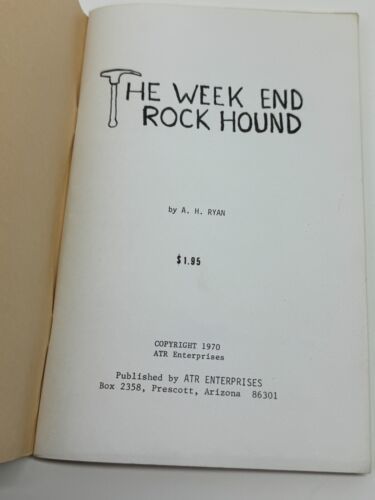 THE WEEK END
ROCK HOUND
by A. H. RYAN
$1.95
COPYRIGHT 1970
ATR Enterprises
Published by ATR ENTERPRISES
Box 2358, Prescott, Arizona 86301